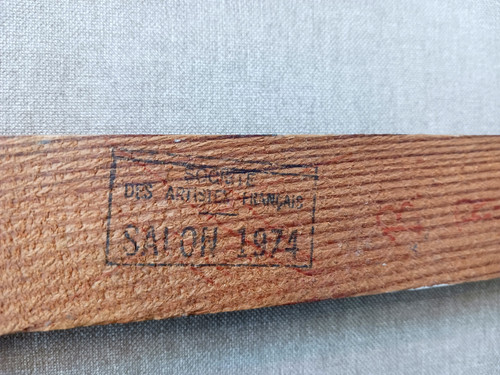 SOCIÉTÉ
DES ARTISTES FRANÇAIS
SALON 1974